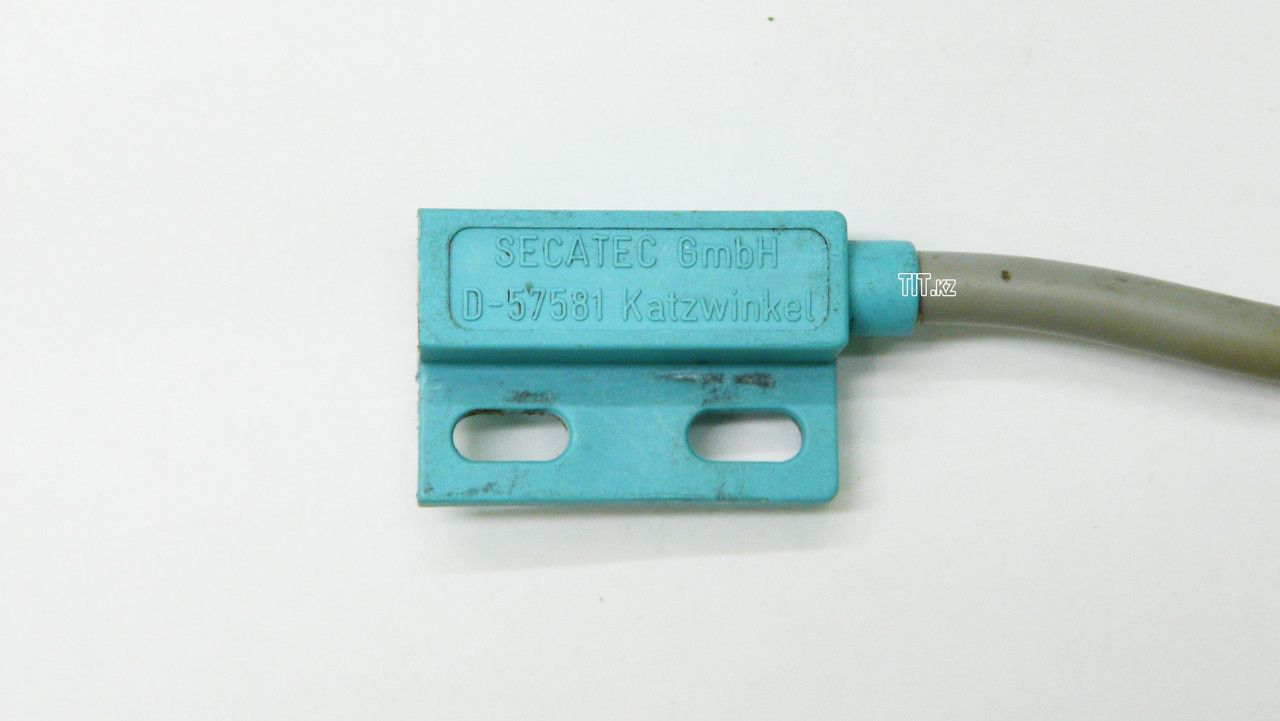 SECATEC GmbH
D-57581 Katzwinkel
TIT.kz